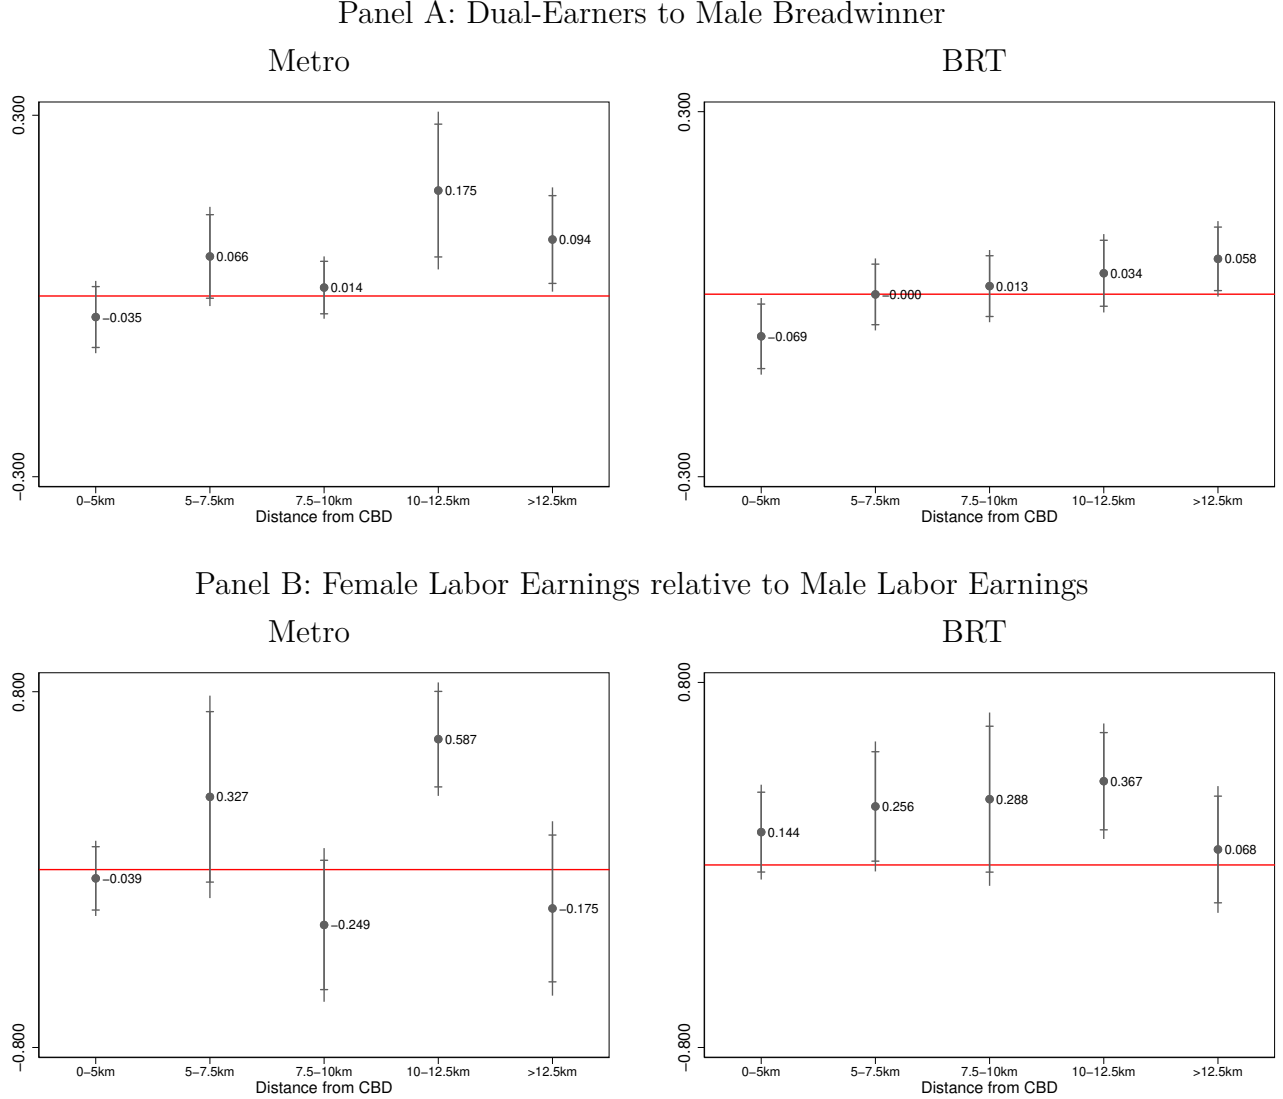 Panel A: Dual-Earners to Male Breadwinner
Metro
0.300
−0.300
−0.035
0.066
0.014
0.175
0.094
0−5km 5−7.5km 7.5−10km 10−12.5km >12.5km
Distance from CBD
BRT
0.300
−0.300
−0.069
−0.000
0.013
0.034
0.058
0−5km 5−7.5km 7.5−10km 10−12.5km >12.5km
Distance from CBD
Panel B: Female Labor Earnings relative to Male Labor Earnings
Metro
0.800
−0.800
−0.039
0.327
−0.249
0.587
−0.175
0−5km 5−7.5km 7.5−10km 10−12.5km >12.5km
Distance from CBD
BRT
0.800
−0.800
0.144
0.256
0.288
0.367
0.068
0−5km 5−7.5km 7.5−10km 10−12.5km >12.5km
Distance from CBD